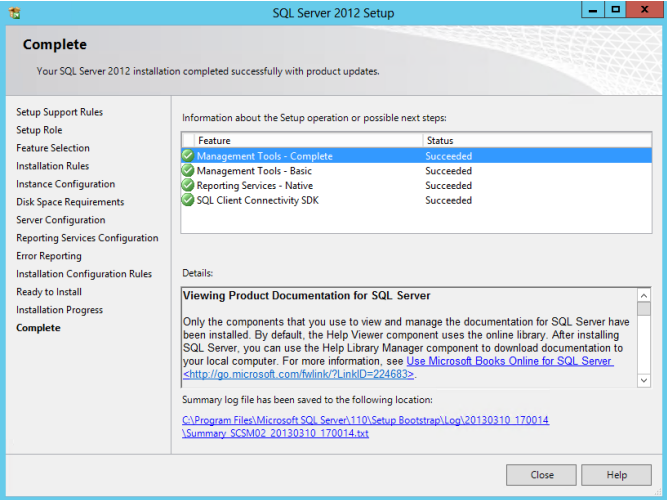 SQL Server 2012 Setup
Complete
Your SQL Server 2012 installation completed successfully with product updates.
Setup Support Rules
Setup Role
Feature Selection
Installation Rules
Instance Configuration
Disk Space Requirements
Server Configuration
Reporting Services Configuration
Error Reporting
Installation Configuration Rules
Ready to Install
Installation Progress
Complete
Information about the Setup operation or possible next steps:
Feature Status
Management Tools - Complete Succeeded
Management Tools - Basic Succeeded
Reporting Services - Native Succeeded
SQL Client Connectivity SDK Succeeded
Details:
Viewing Product Documentation for SQL Server
Only the components that you use to view and manage the documentation for SQL Server have
been installed. By default, the Help Viewer component uses the online library. After installing
SQL Server, you can use the Help Library Manager component to download documentation to
your local computer. For more information, see Use Microsoft Books Online for SQL Server
<http://go.microsoft.com/fwlink/?LinkID=224683>.
Summary log file has been saved to the following location:
C:\Program Files\Microsoft SQL Server\110\Setup Bootstrap\Log\20130310_170014
\Summary_SCSM02_20130310_170014.txt
Close Help